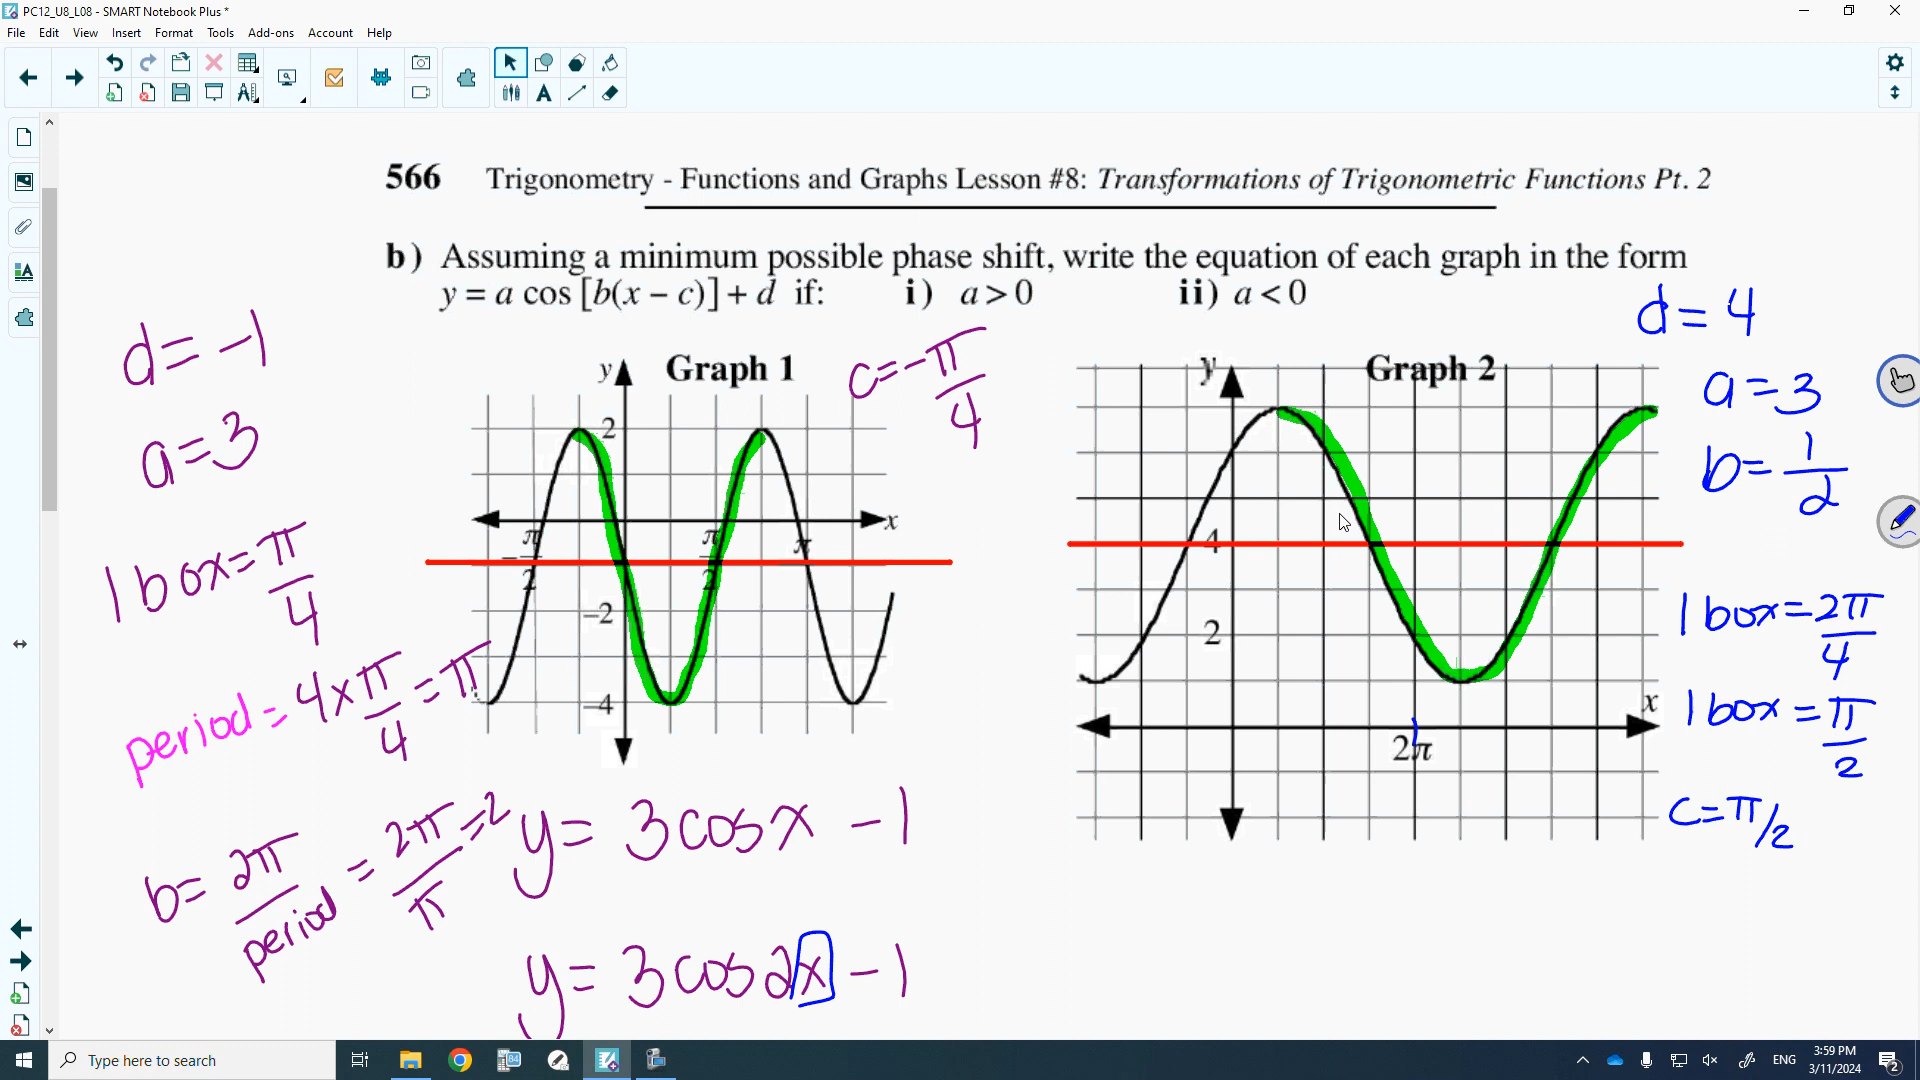 PC12_U8_L08 - SMART Notebook Plus *
File Edit View Insert Format Tools Add-ons Account Help
566 Trigonometry - Functions and Graphs Lesson #8: Transformations of Trigonometric Functions Pt. 2
b) Assuming a minimum possible phase shift, write the equation of each graph in the form
y = a cos [b(x − c)] + d if: i) a > 0 ii) a < 0
d = -1
a = 3
1 box = π/4
period = 4 × π/4 = π
b = 2π/period = 2π/π = 2
Graph 1
y
x
2
-π/2
π/2
π
-2
-4
c = -π/4
y = 3cosx - 1
y = 3cos2x - 1
Graph 2
y
4
2
x
2π
d = 4
a = 3
b = 1/2
1 box = 2π/4
1 box = π/2
c = π/2
Type here to search
84
ENG
3:59 PM
3/11/2024
2